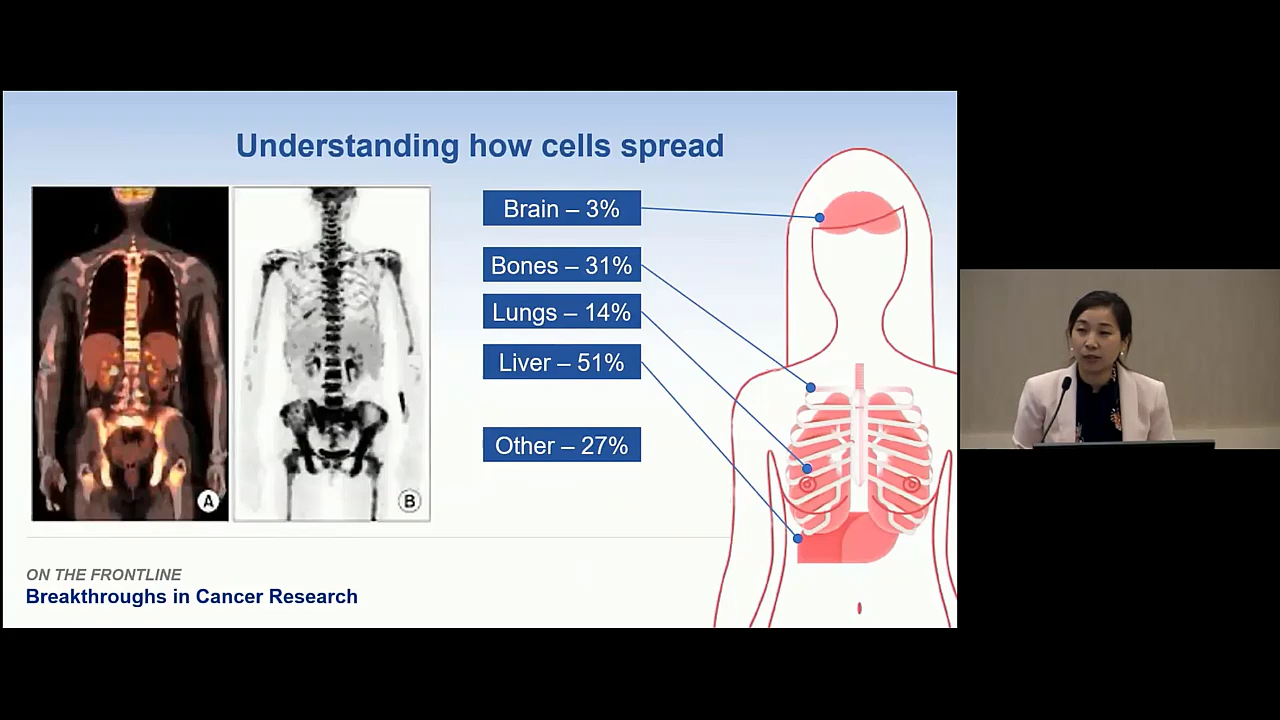 Understanding how cells spread
Brain – 3%
Bones – 31%
Lungs – 14%
Liver – 51%
Other – 27%
A
B
ON THE FRONTLINE
Breakthroughs in Cancer Research